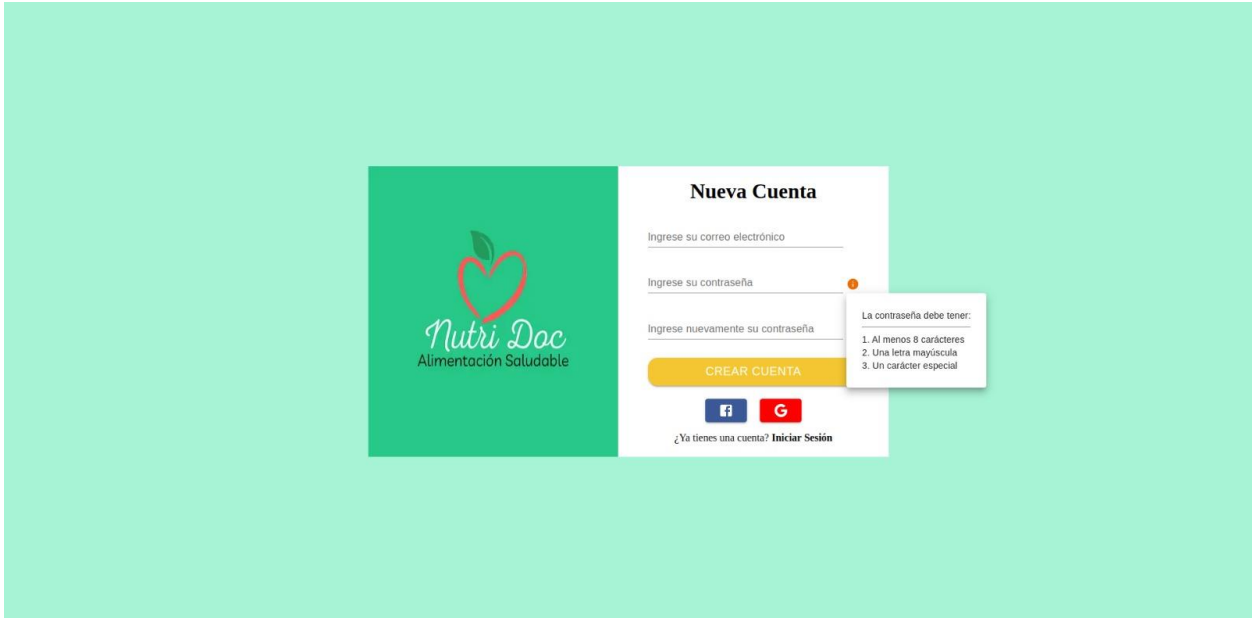 Nutri Doc
Alimentación Saludable
Nueva Cuenta
Ingrese su correo electrónico
Ingrese su contraseña
Ingrese nuevamente su contraseña
La contraseña debe tener:
1. Al menos 8 carácteres
2. Una letra mayúscula
3. Un carácter especial
CREAR CUENTA
¿Ya tienes una cuenta? Iniciar Sesión